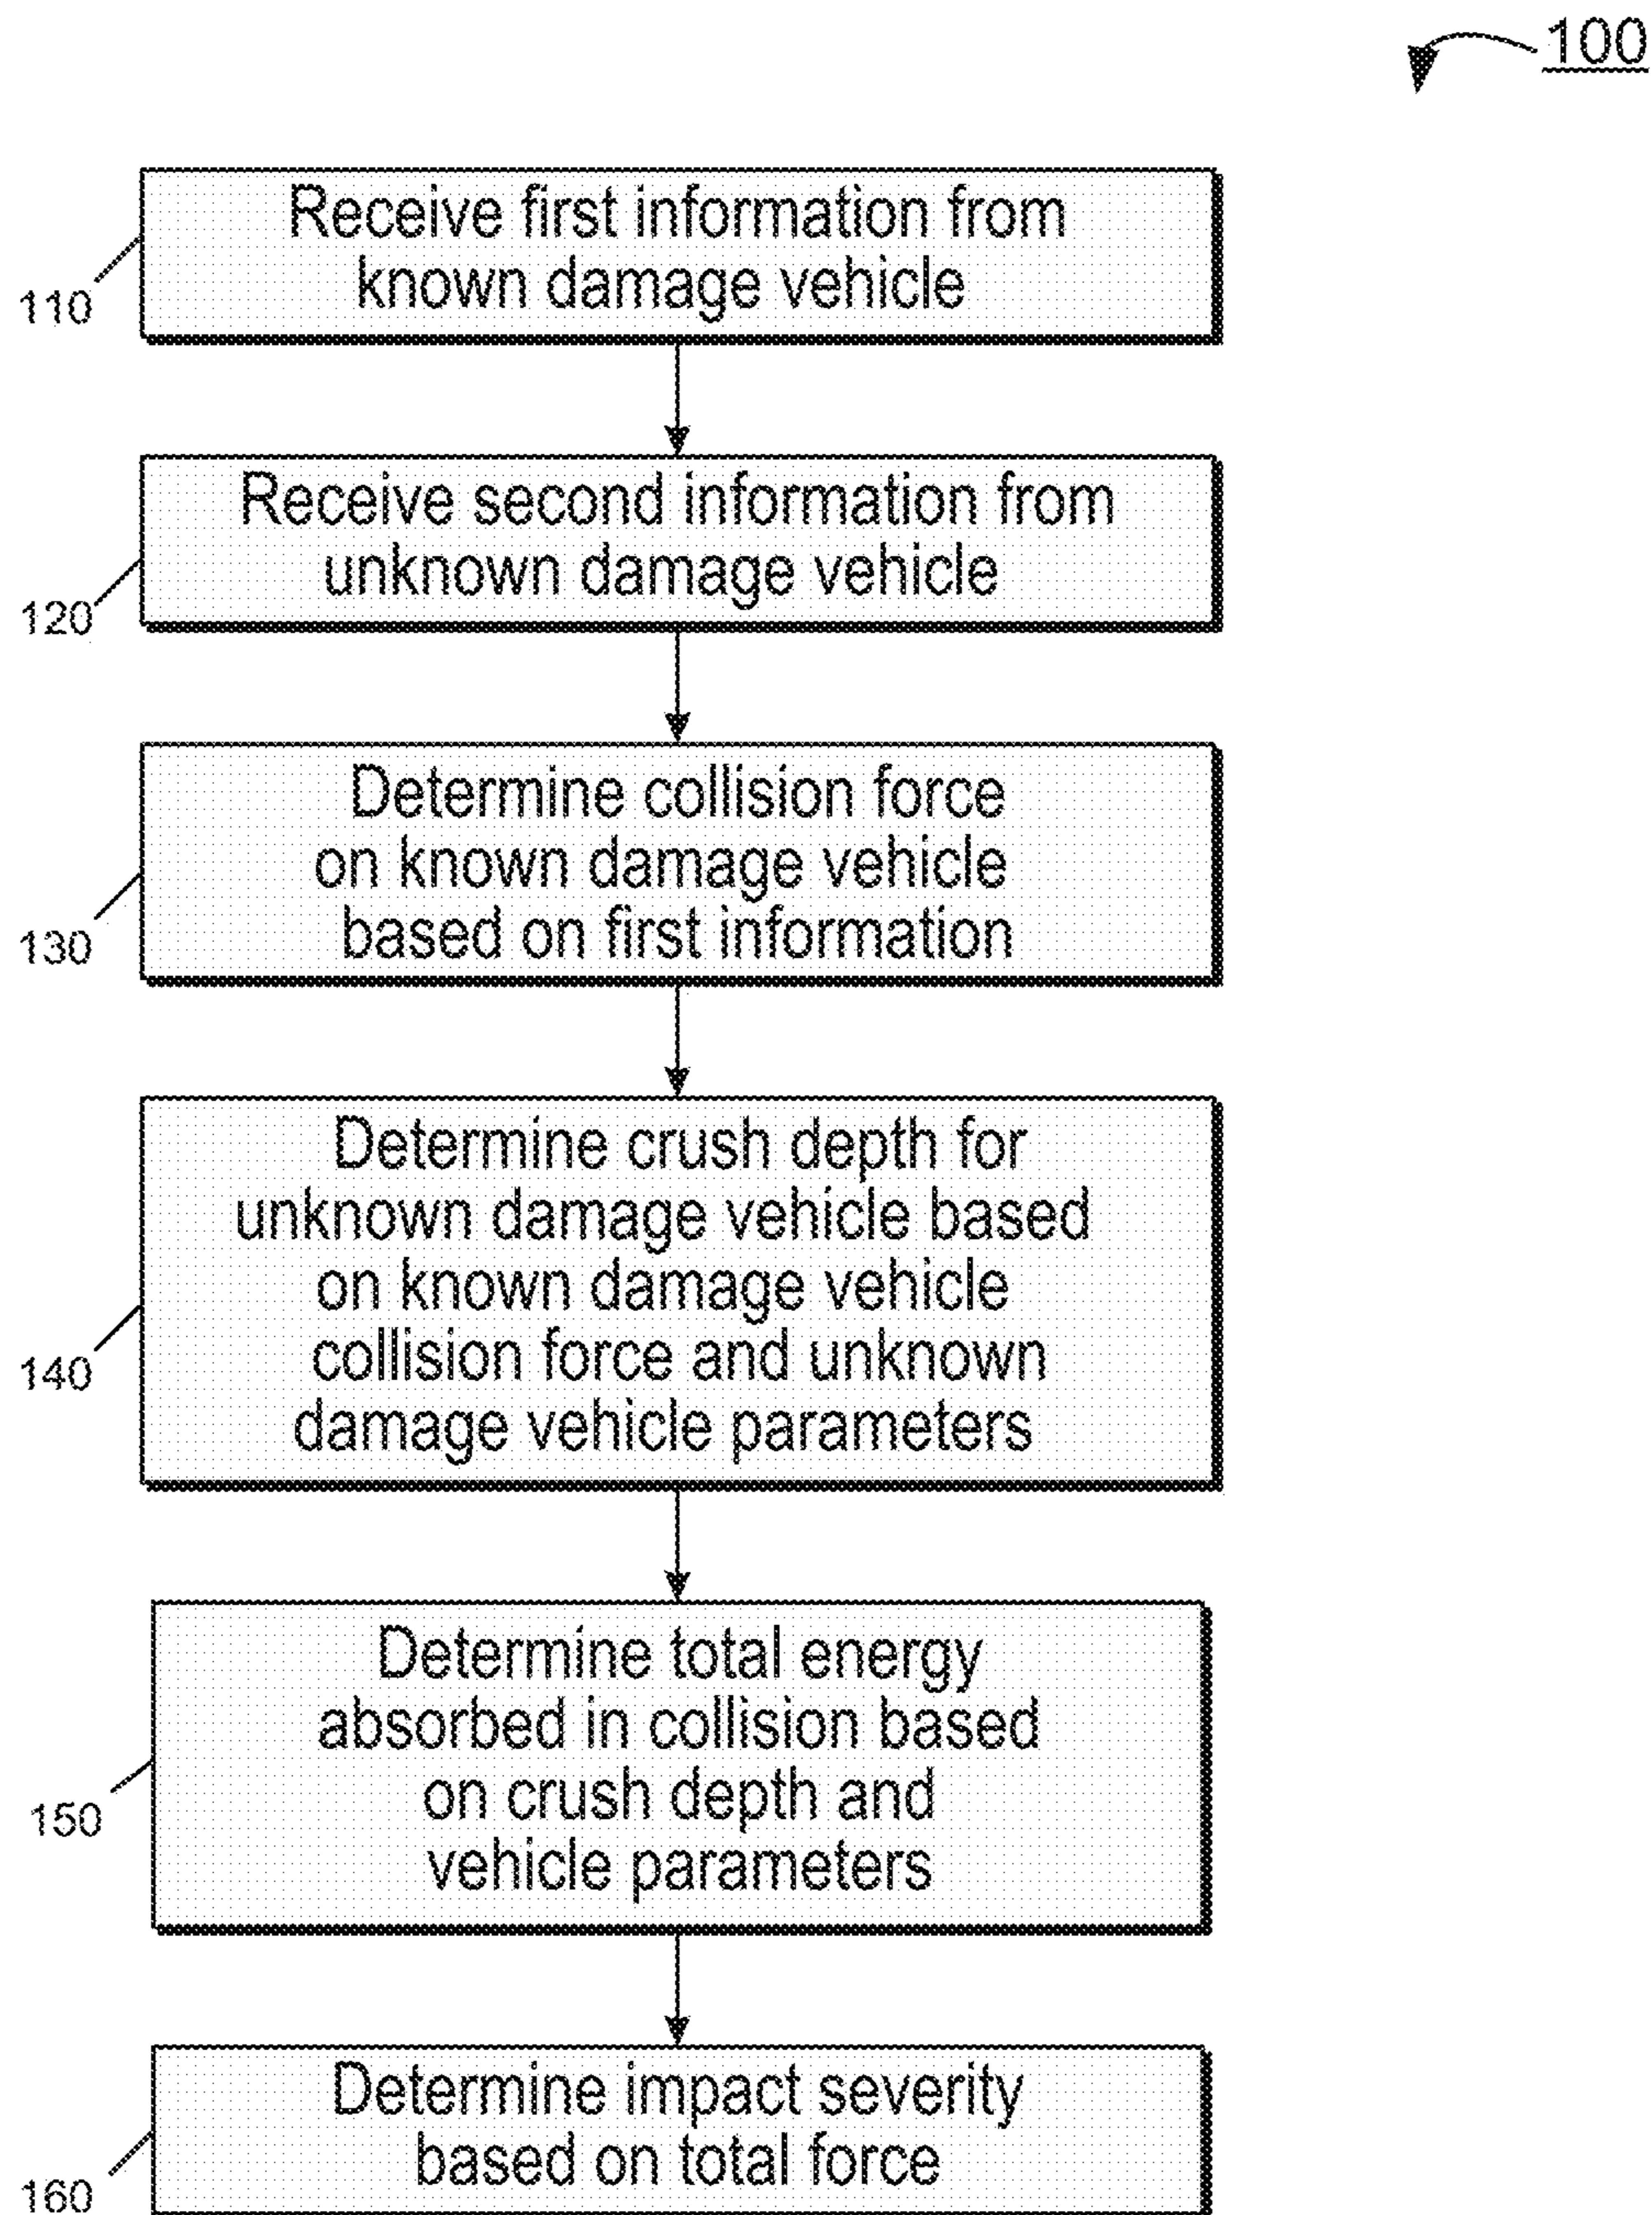 100
Receive first information from
known damage vehicle
110
Receive second information from
unknown damage vehicle
120
Determine collision force
on known damage vehicle
based on first information
130
Determine crush depth for
unknown damage vehicle based
on known damage vehicle
collision force and unknown
damage vehicle parameters
140
Determine total energy
absorbed in collision based
on crush depth and
vehicle parameters
150
Determine impact severity
based on total force
160